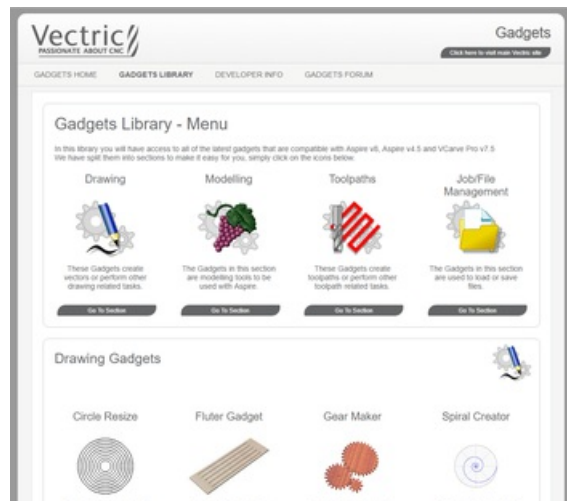 Vectric
PASSIONATE ABOUT CNC
Gadgets
Click here to visit main Vectric site
GADGETS HOME GADGETS LIBRARY DEVELOPER INFO GADGETS FORUM
Gadgets Library - Menu
In this library you will have access to all of the latest gadgets that are compatible with Aspire v8, Aspire v4.5 and VCarve Pro v7.5
We have split them into sections to make it easy for you, simply click on the icons below.
Drawing Modelling Toolpaths Job/File
Management
These Gadgets create The Gadgets in this section These Gadgets create The Gadgets in this section
vectors or perform other are modelling tools to be toolpaths or perform other are used to load or save
drawing related tasks. used with Aspire. toolpath related tasks. files.
Go To Section Go To Section Go To Section Go To Section
Drawing Gadgets
Circle Resize Fluter Gadget Gear Maker Spiral Creator